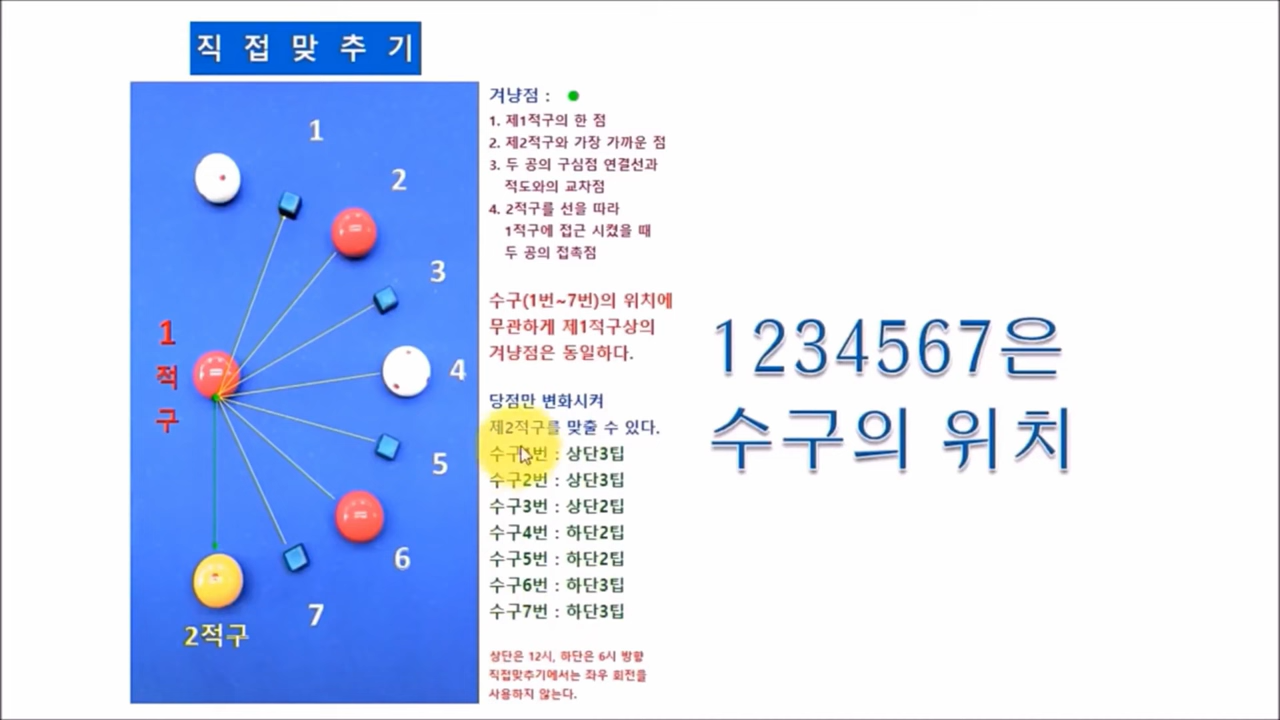 직 접 맞 추 기
1
2
3
4
5
6
7
1
적
구
2적구
겨냥점 :
1. 제1적구의 한 점
2. 제2적구와 가장 가까운 점
3. 두 공의 구심점 연결선과
적도와의 교차점
4. 2적구를 선을 따라
1적구에 접근 시켰을 때
두 공의 접촉점
수구(1번~7번)의 위치에
무관하게 제1적구상의
겨냥점은 동일하다.
당점만 변화시켜
제2적구를 맞출 수 있다.
수구1번 : 상단3팁
수구2번 : 상단3팁
수구3번 : 상단2팁
수구4번 : 하단2팁
수구5번 : 하단2팁
수구6번 : 하단3팁
수구7번 : 하단3팁
상단은 12시, 하단은 6시 방향
직접맞추기에서는 좌우 회전을
사용하지 않는다.
1234567은
수구의 위치